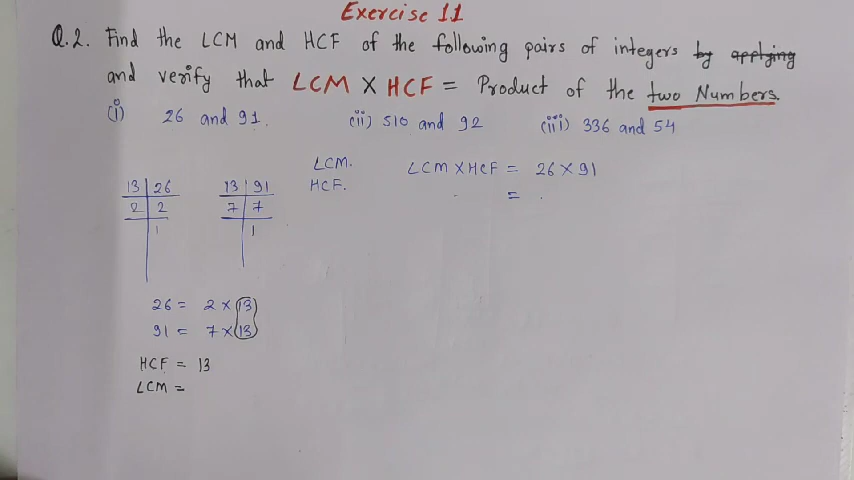 Exercise 1.1
Q.2. Find the LCM and HCF of the following pairs of integers by applying
and verify that LCM X HCF = Product of the two Numbers.
(i) 26 and 91. (ii) 510 and 92 (iii) 336 and 54
LCM. LCM X HCF = 26 X 91
HCF. =
13 26 13 91
2 2 7 7
1 1
26 = 2 X 13
91 = 7 X 13
HCF = 13
LCM =